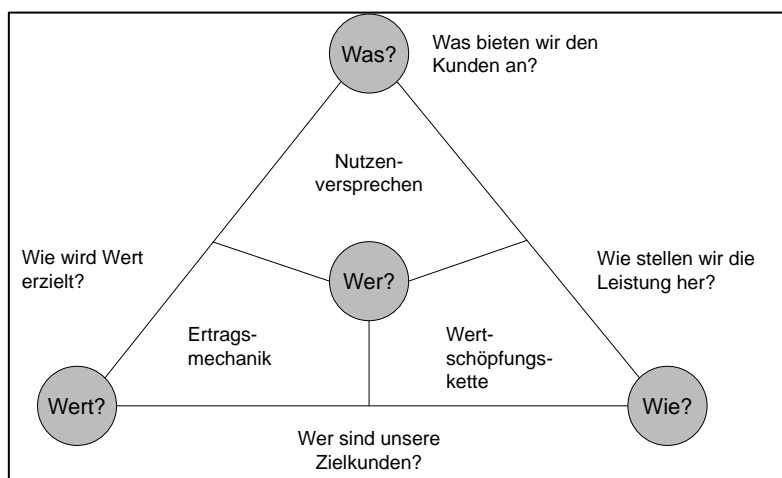 Was?
Was bieten wir den
Kunden an?
Nutzen-
versprechen
Wie wird Wert
erzielt?
Wer?
Wie stellen wir die
Leistung her?
Ertrags-
mechanik
Wert-
schöpfungs-
kette
Wert?
Wie?
Wer sind unsere
Zielkunden?